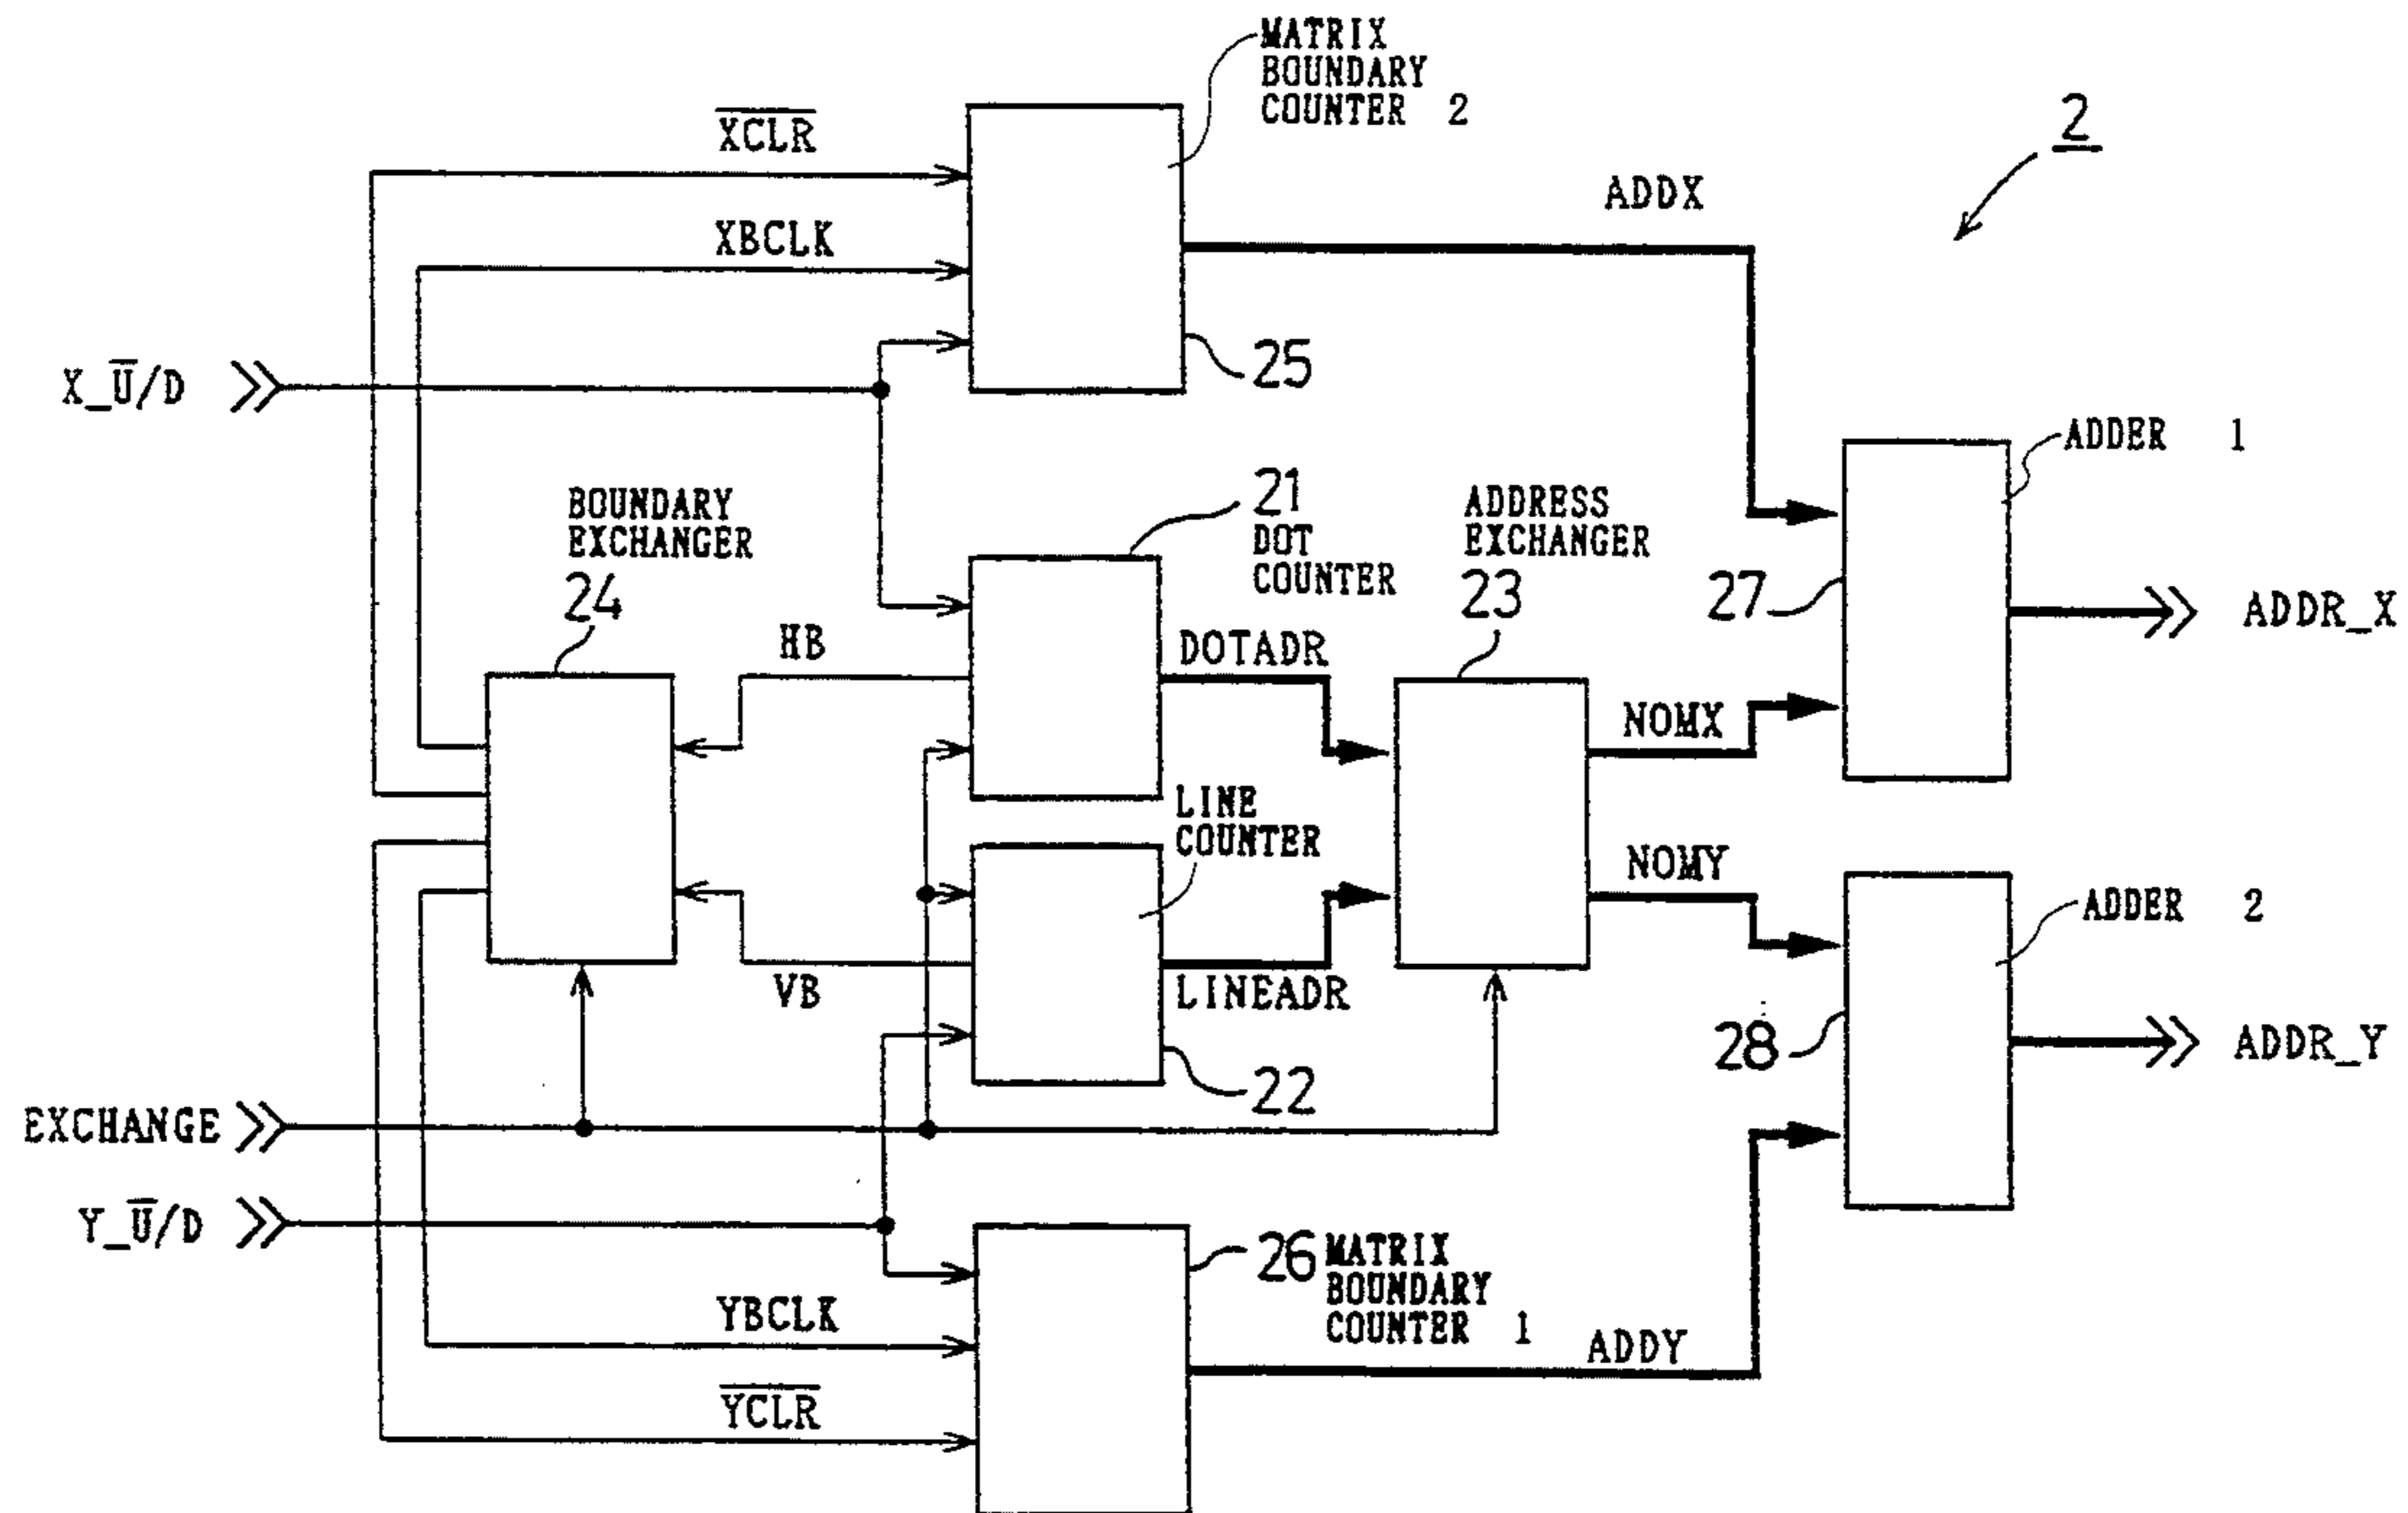 MATRIX
BOUNDARY
COUNTER 2
2
X̅C̅L̅R̅
ADDX
XBCLK
25
X_U̅/D
ADDER 1
21
DOT
COUNTER
BOUNDARY
EXCHANGER
24
ADDRESS
EXCHANGER
23
27
ADDR_X
HB
DOTADR
NOMX
LINE
COUNTER
NOMY
ADDER 2
VB
LINEADR
28
ADDR_Y
22
EXCHANGE
Y_U̅/D
26 MATRIX
BOUNDARY
COUNTER 1
YBCLK
ADDY
Y̅C̅L̅R̅